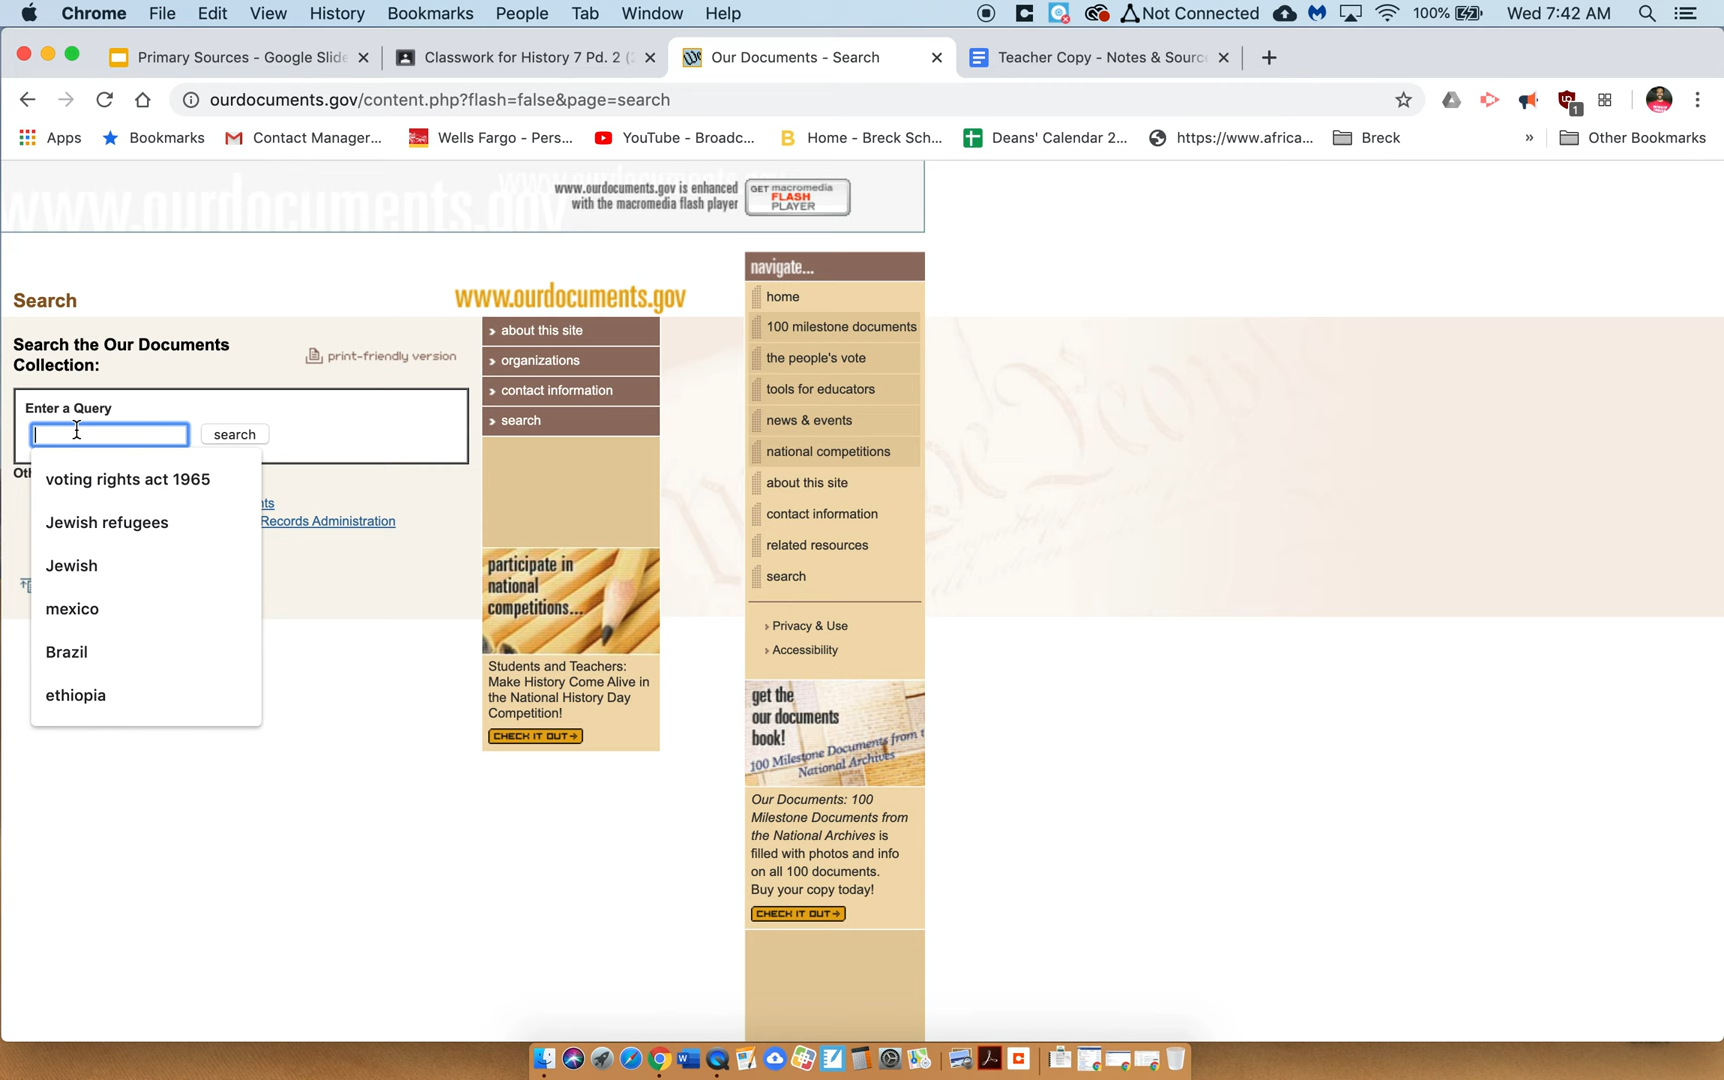 Chrome File Edit View History Bookmarks People Tab Window Help Not Connected 100% Wed 7:42 AM
Primary Sources - Google Slide Classwork for History 7 Pd. 2 ( Our Documents - Search Teacher Copy - Notes & Sourc
ourdocuments.gov/content.php?flash=false&page=search
1
Apps Bookmarks Contact Manager... Wells Fargo - Pers... YouTube - Broadc... Home - Breck Sch... Deans' Calendar 2... https://www.africa... Breck » Other Bookmarks
www.ourdocuments.gov
www.ourdocuments.gov is enhanced
with the macromedia flash player
GET macromedia
FLASH
PLAYER
Search
www.ourdocuments.gov
Search the Our Documents
Collection:
print-friendly version
Enter a Query
search
voting rights act 1965
Jewish refugees
Jewish
mexico
Brazil
ethiopia
Records Administration
about this site
organizations
contact information
search
participate in
national
competitions...
Students and Teachers:
Make History Come Alive in
the National History Day
Competition!
CHECK IT OUT
navigate...
home
100 milestone documents
the people's vote
tools for educators
news & events
national competitions
about this site
contact information
related resources
search
Privacy & Use
Accessibility
get the
our documents
book!
100 Milestone Documents from
National Archives
Our Documents: 100
Milestone Documents from
the National Archives is
filled with photos and info
on all 100 documents.
Buy your copy today!
CHECK IT OUT